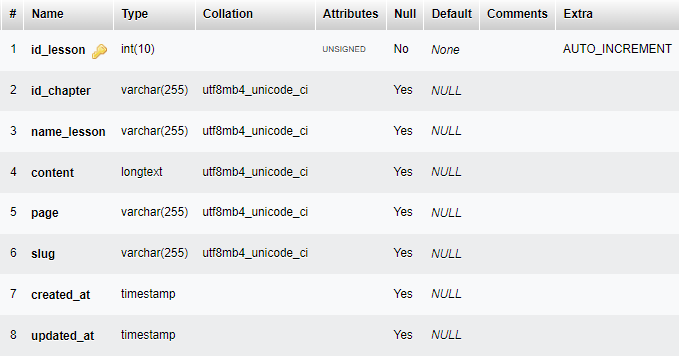 # Name Type Collation Attributes Null Default Comments Extra
1 id_lesson int(10) UNSIGNED No None AUTO_INCREMENT
2 id_chapter varchar(255) utf8mb4_unicode_ci Yes NULL
3 name_lesson varchar(255) utf8mb4_unicode_ci Yes NULL
4 content longtext utf8mb4_unicode_ci Yes NULL
5 page varchar(255) utf8mb4_unicode_ci Yes NULL
6 slug varchar(255) utf8mb4_unicode_ci Yes NULL
7 created_at timestamp Yes NULL
8 updated_at timestamp Yes NULL